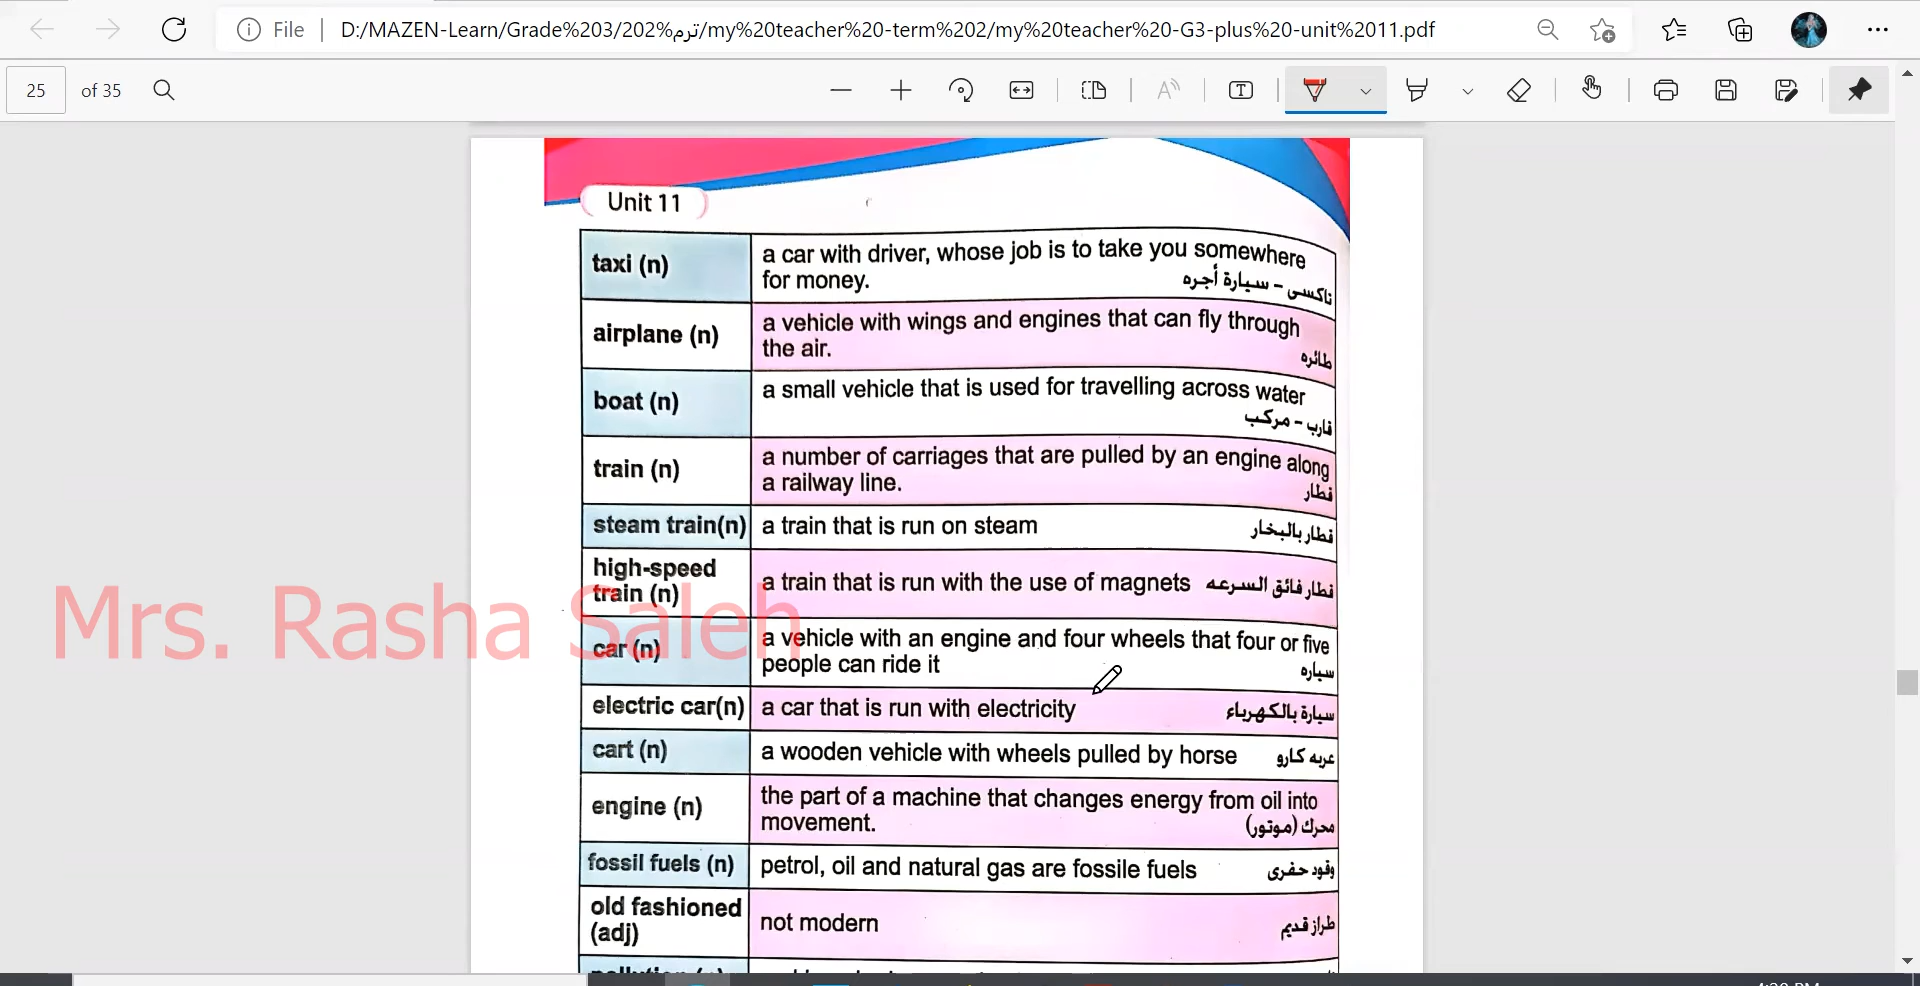 File
D:/MAZEN-Learn/Grade%203/202%ترم/my%20teacher%20-term%202/my%20teacher%20-G3-plus%20-unit%2011.pdf
25 of 35
Unit 11
taxi (n)
a car with driver, whose job is to take you somewhere
for money.
تاكسى - سيارة أجره
airplane (n)
a vehicle with wings and engines that can fly through
the air.
طائره
boat (n)
a small vehicle that is used for travelling across water
قارب - مركب
train (n)
a number of carriages that are pulled by an engine along
a railway line.
قطار
steam train(n)
a train that is run on steam
قطار بالبخار
high-speed
train (n)
a train that is run with the use of magnets
قطار فائق السرعه
Mrs. Rasha Saleh
car (n)
a vehicle with an engine and four wheels that four or five
people can ride it
سياره
electric car(n)
a car that is run with electricity
سيارة بالكهرباء
cart (n)
a wooden vehicle with wheels pulled by horse
عربه كارو
engine (n)
the part of a machine that changes energy from oil into
movement.
محرك (موتور)
fossil fuels (n)
petrol, oil and natural gas are fossile fuels
وقود حفرى
old fashioned
(adj)
not modern
طراز قديم